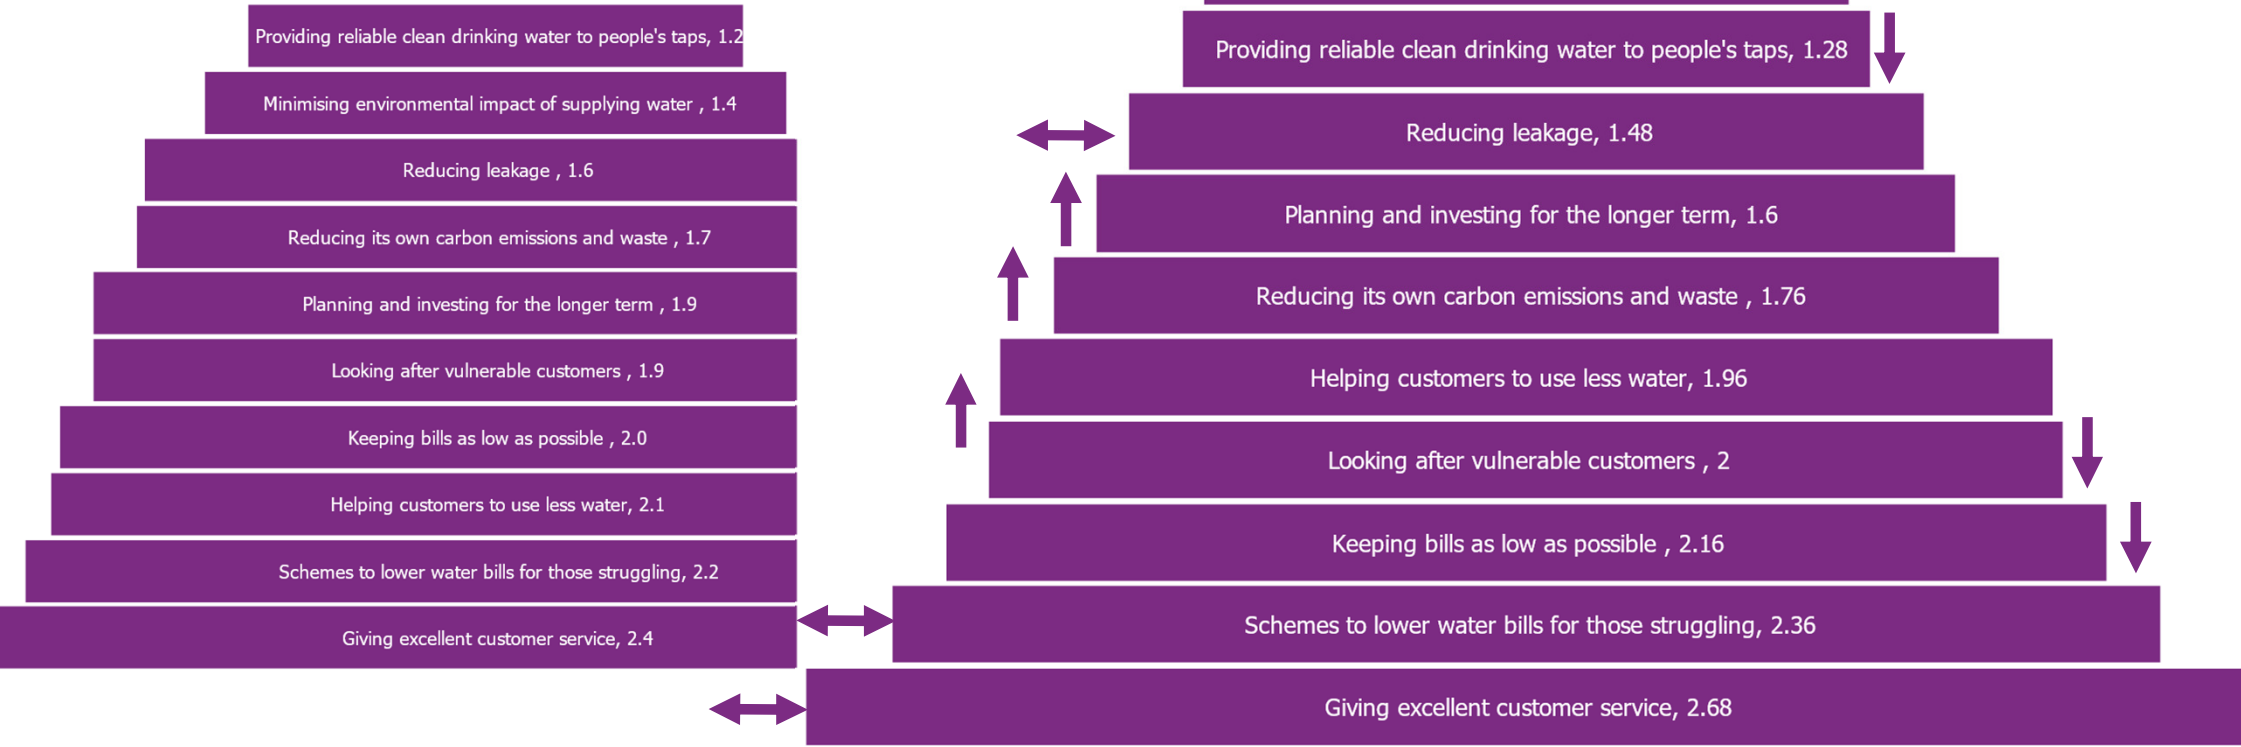 Providing reliable clean drinking water to people's taps, 1.2
Minimising environmental impact of supplying water , 1.4
Reducing leakage , 1.6
Reducing its own carbon emissions and waste , 1.7
Planning and investing for the longer term , 1.9
Looking after vulnerable customers , 1.9
Keeping bills as low as possible , 2.0
Helping customers to use less water, 2.1
Schemes to lower water bills for those struggling, 2.2
Giving excellent customer service, 2.4
Providing reliable clean drinking water to people's taps, 1.28
Reducing leakage, 1.48
Planning and investing for the longer term, 1.6
Reducing its own carbon emissions and waste , 1.76
Helping customers to use less water, 1.96
Looking after vulnerable customers , 2
Keeping bills as low as possible , 2.16
Schemes to lower water bills for those struggling, 2.36
Giving excellent customer service, 2.68